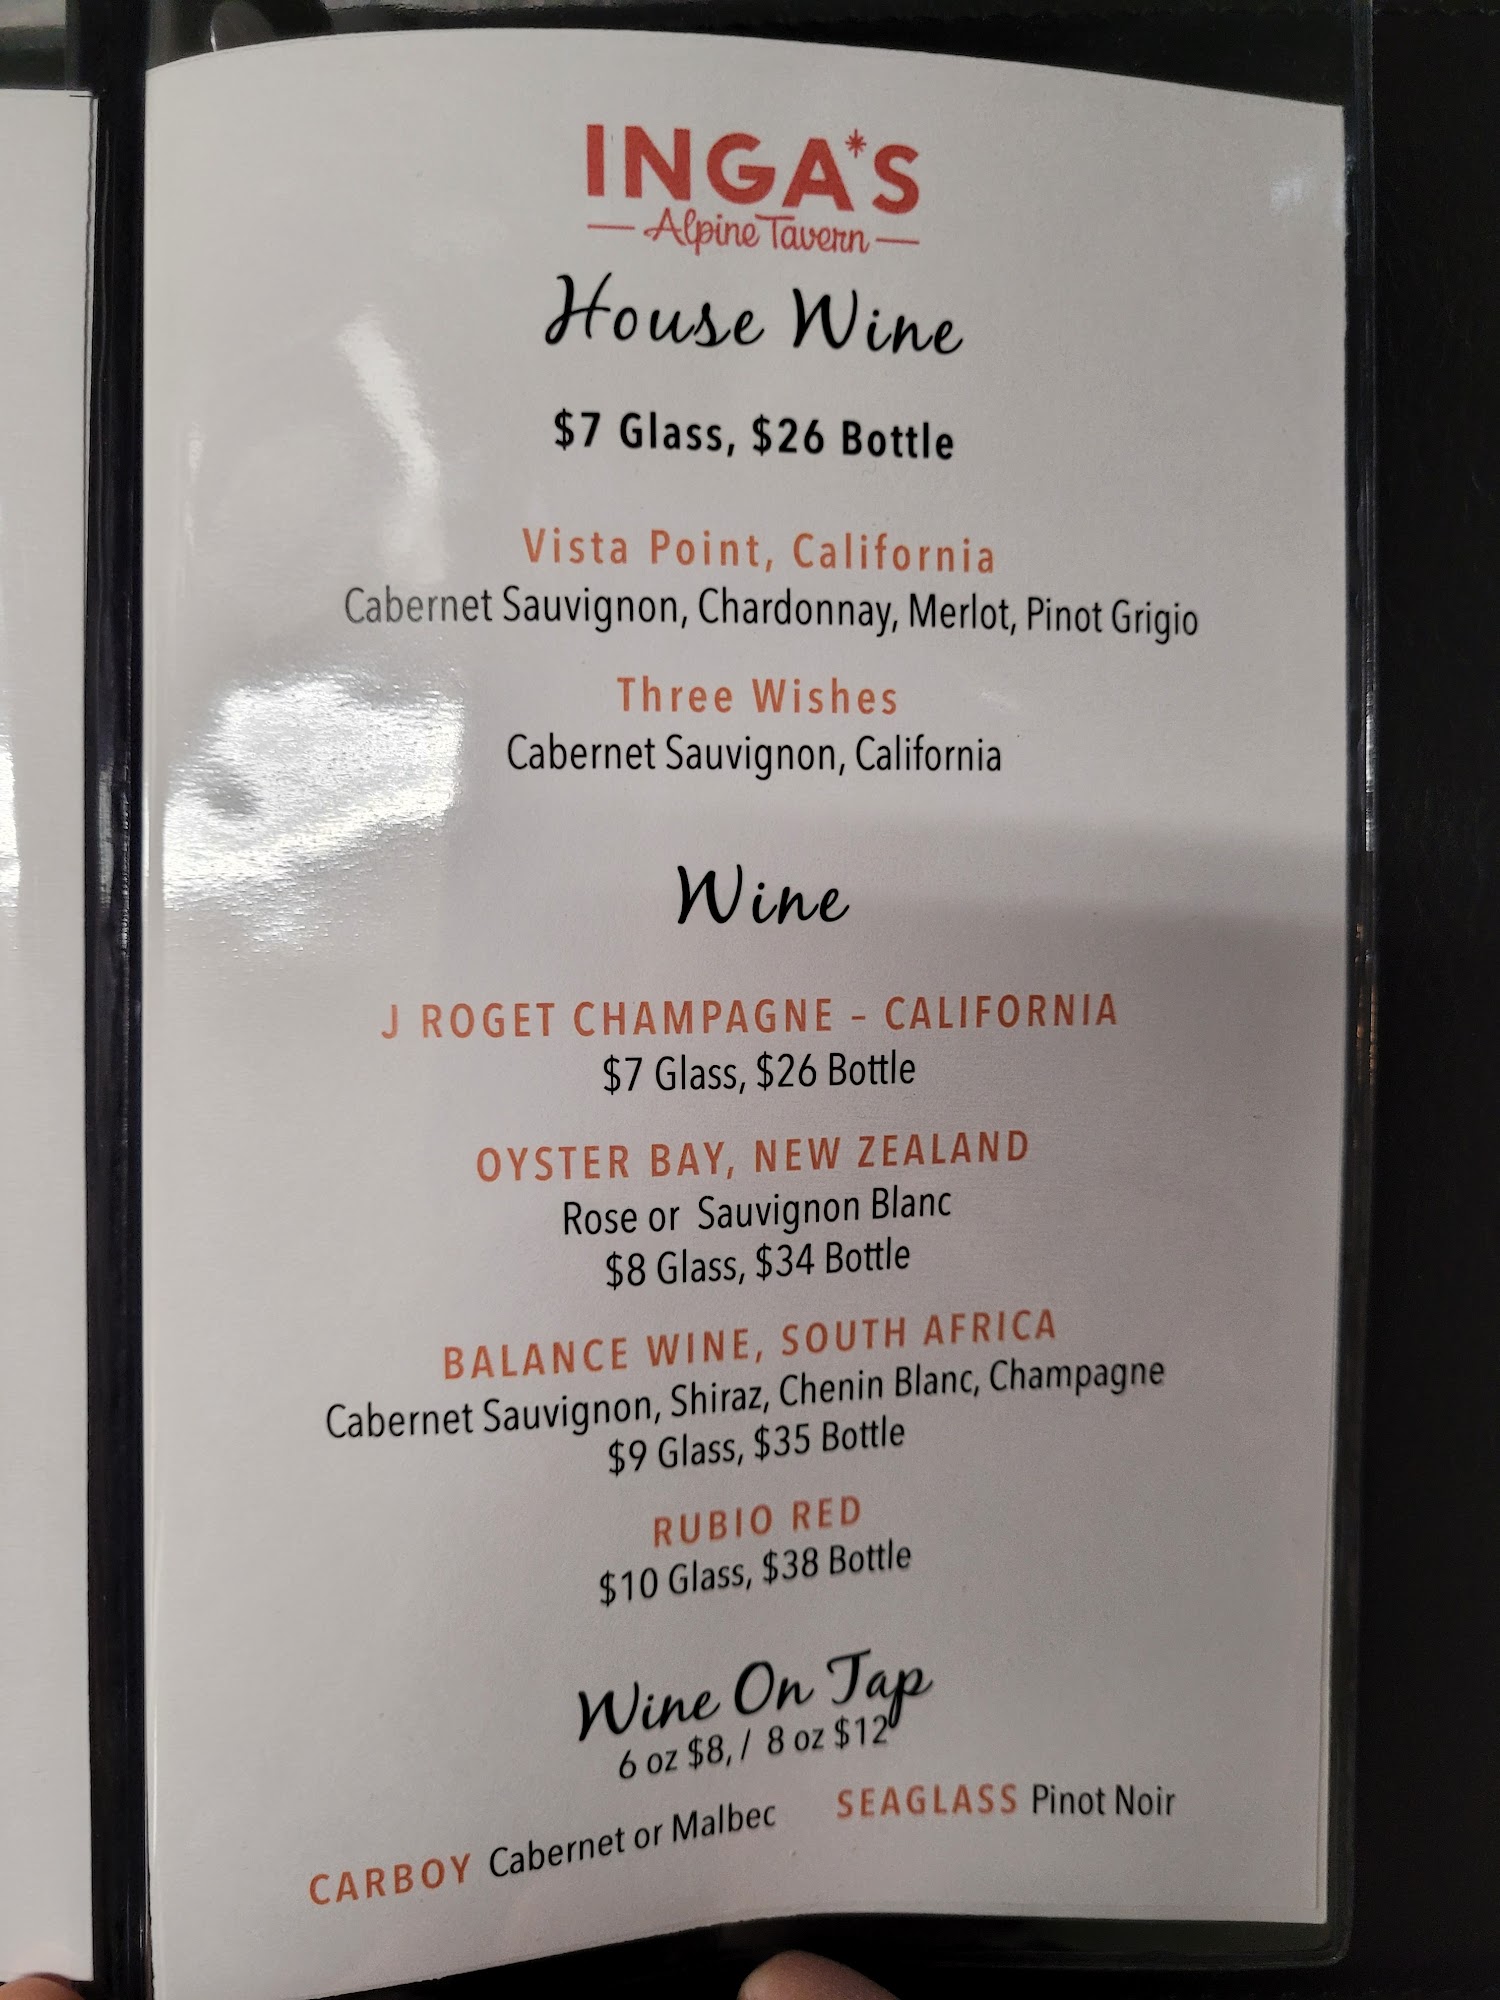 INGA*S
Alpine Tavern
House Wine
$7 Glass, $26 Bottle
Vista Point, California
Cabernet Sauvignon, Chardonnay, Merlot, Pinot Grigio
Three Wishes
Cabernet Sauvignon, California
Wine
J ROGET CHAMPAGNE – CALIFORNIA
$7 Glass, $26 Bottle
OYSTER BAY, NEW ZEALAND
Rose or Sauvignon Blanc
$8 Glass, $34 Bottle
BALANCE WINE, SOUTH AFRICA
Cabernet Sauvignon, Shiraz, Chenin Blanc, Champagne
$9 Glass, $35 Bottle
RUBIO RED
$10 Glass, $38 Bottle
Wine On Tap
6 oz $8, / 8 oz $12
CARBOY Cabernet or Malbec SEAGLASS Pinot Noir